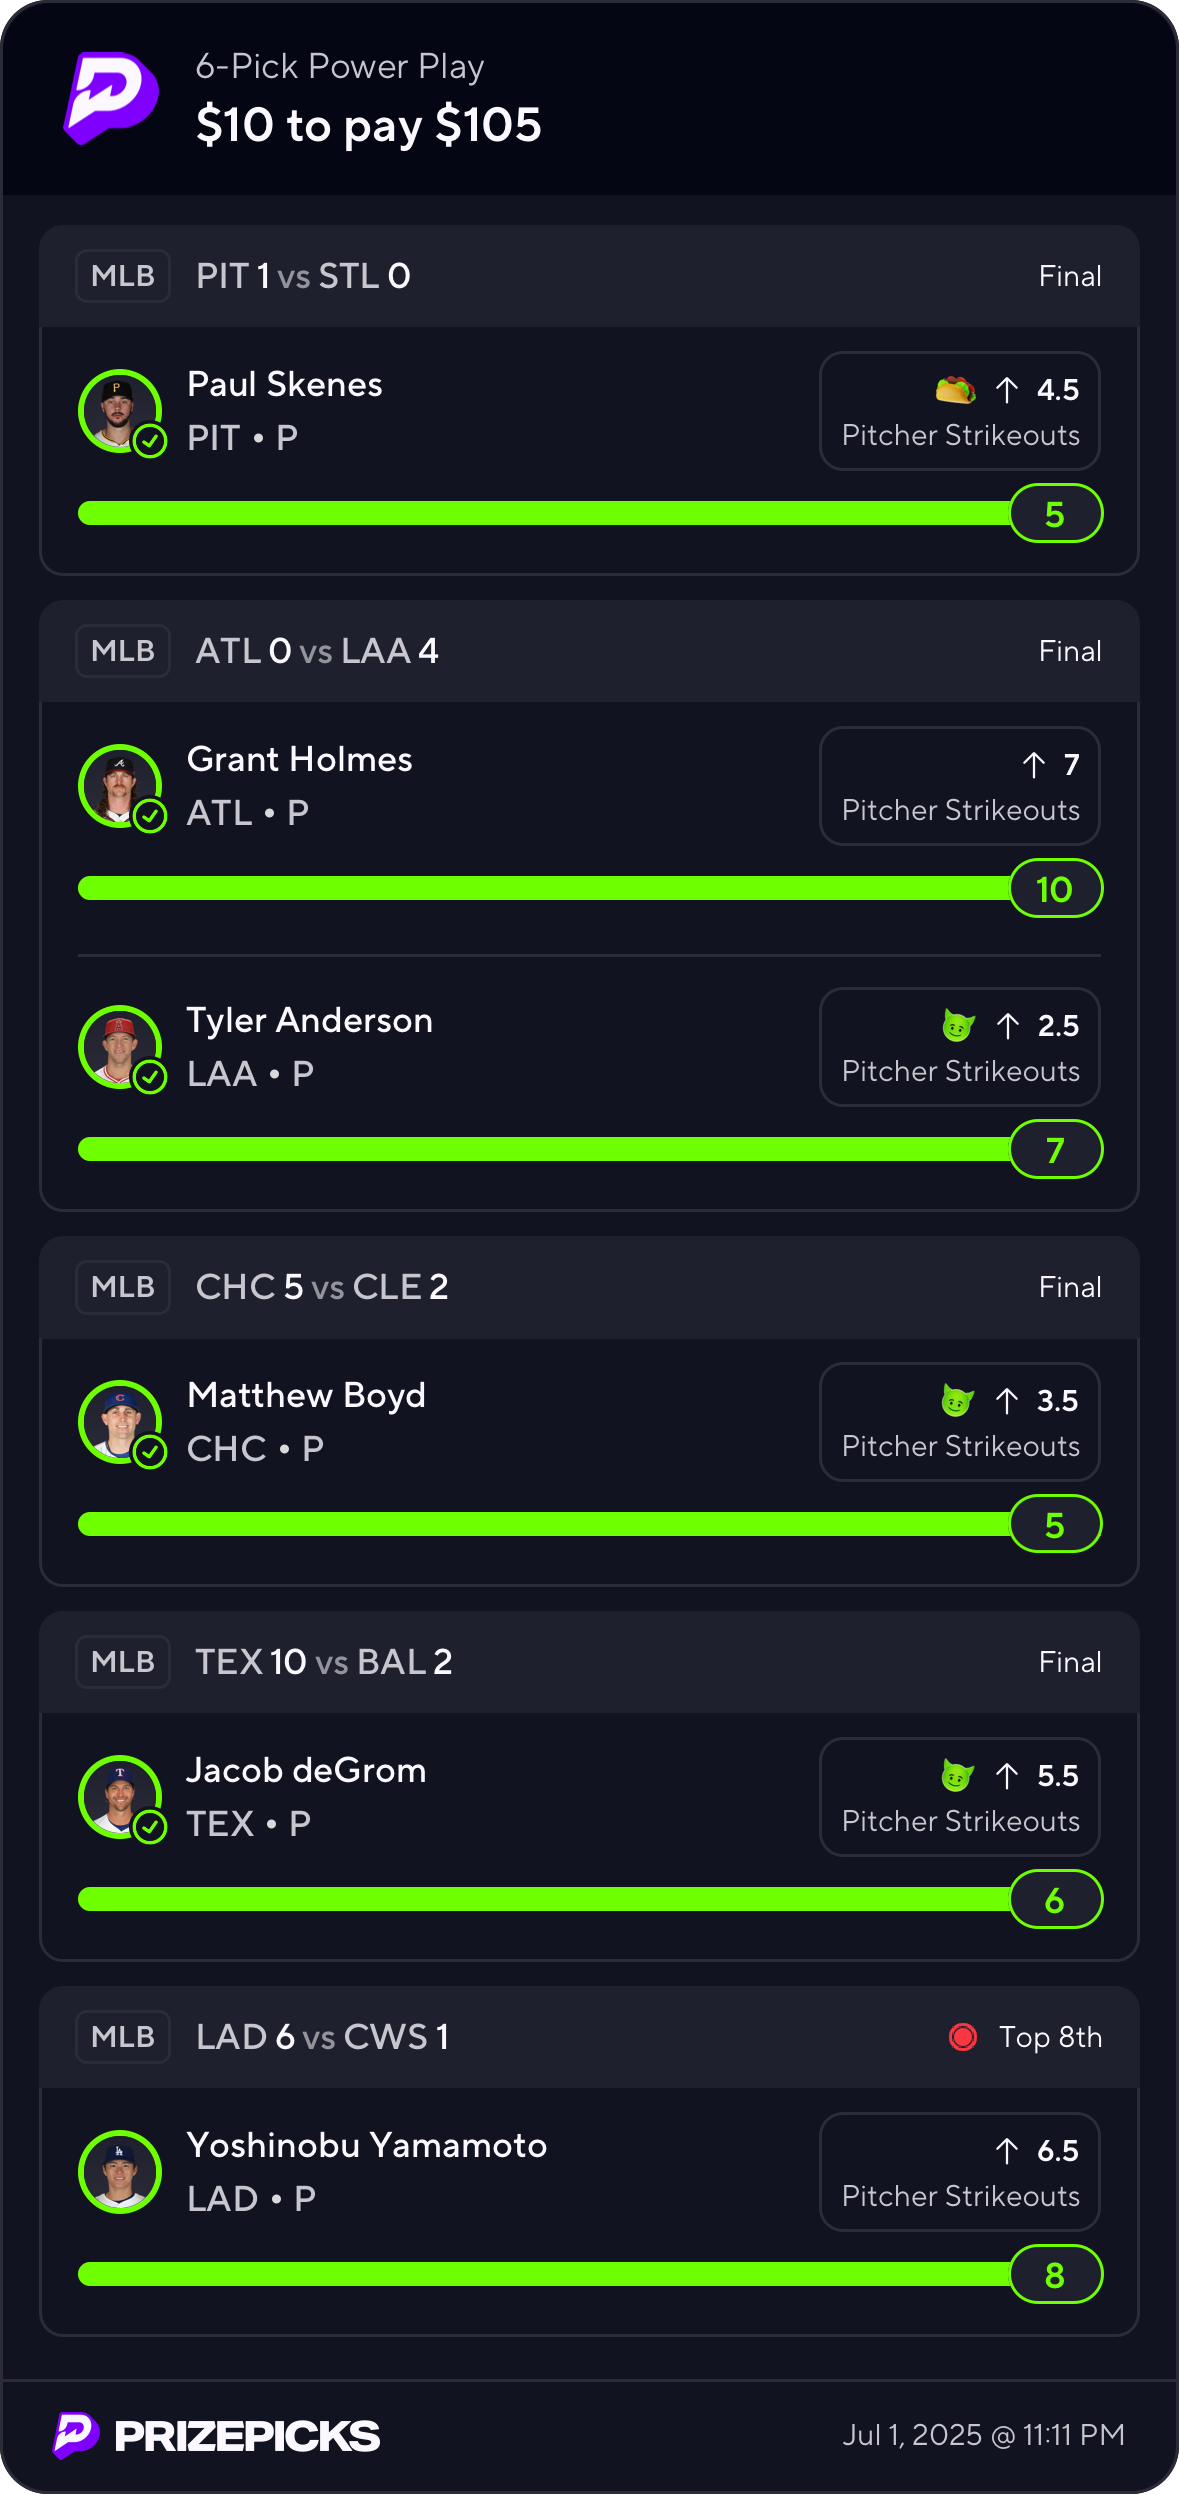 6-Pick Power Play
$10 to pay $105
MLB PIT 1 vs STL 0 Final
Paul Skenes
PIT • P
↑ 4.5
Pitcher Strikeouts
5
MLB ATL 0 vs LAA 4 Final
Grant Holmes
ATL • P
↑ 7
Pitcher Strikeouts
10
Tyler Anderson
LAA • P
↑ 2.5
Pitcher Strikeouts
7
MLB CHC 5 vs CLE 2 Final
Matthew Boyd
CHC • P
↑ 3.5
Pitcher Strikeouts
5
MLB TEX 10 vs BAL 2 Final
Jacob deGrom
TEX • P
↑ 5.5
Pitcher Strikeouts
6
MLB LAD 6 vs CWS 1 Top 8th
Yoshinobu Yamamoto
LAD • P
↑ 6.5
Pitcher Strikeouts
8
PRIZEPICKS Jul 1, 2025 @ 11:11 PM